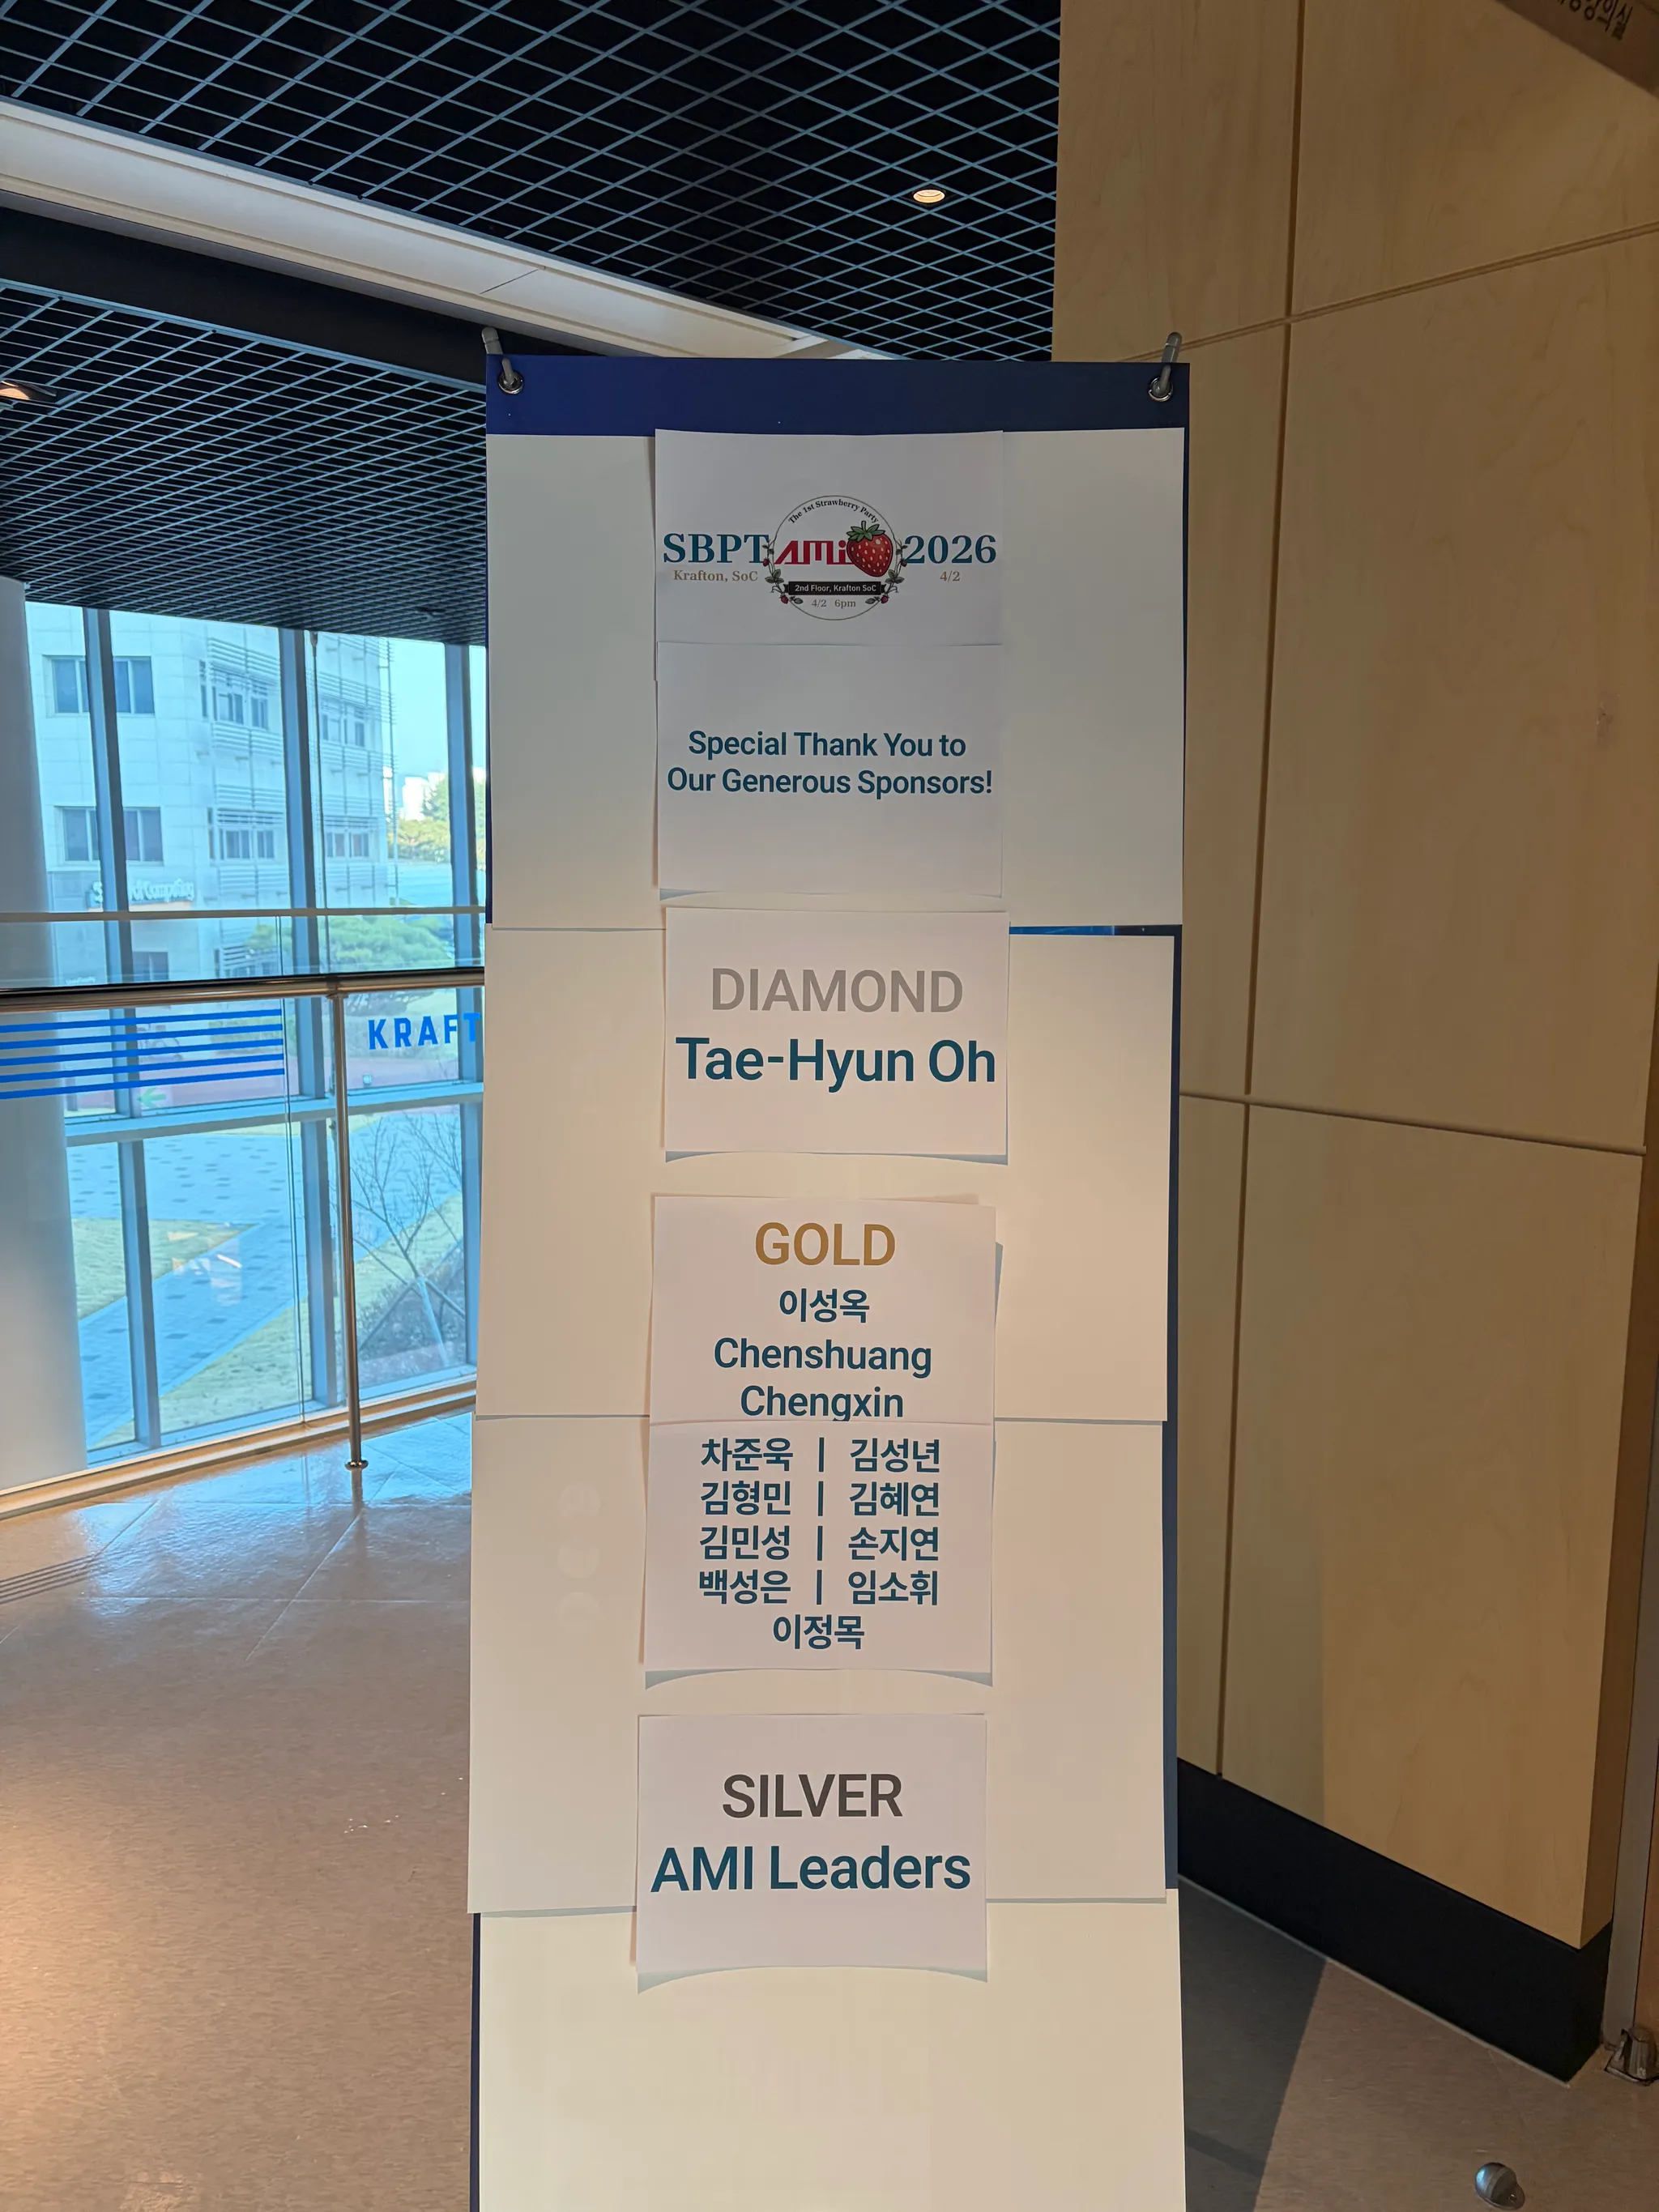 강의실
The 1st Strawberry Party
SBPT AMi 2026
Krafton, SoC
4/2
2nd Floor, Krafton SoC
4/2 6pm
Special Thank You to
Our Generous Sponsors!
DIAMOND
Tae-Hyun Oh
KRAFT
GOLD
이성옥
Chenshuang
Chengxin
차준욱 | 김성년
김형민 | 김혜연
김민성 | 손지연
백성은 | 임소휘
이정목
SILVER
AMI Leaders